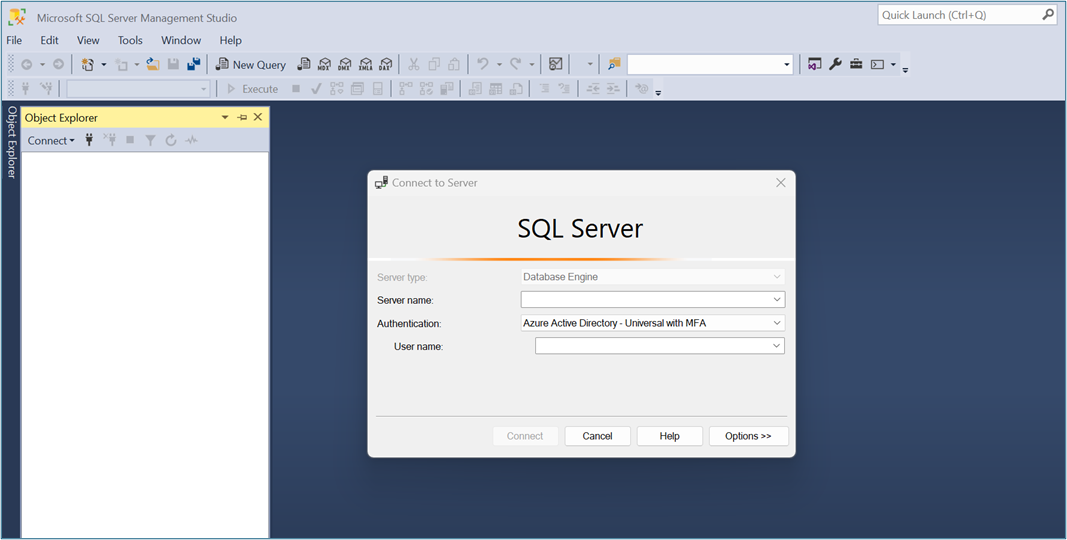 Microsoft SQL Server Management Studio
Quick Launch (Ctrl+Q)
File Edit View Tools Window Help
New Query MDX DMX XMLA DAX
Execute
Object Explorer
Object Explorer
Connect
Connect to Server
SQL Server
Server type: Database Engine
Server name:
Authentication: Azure Active Directory - Universal with MFA
User name:
Connect Cancel Help Options >>